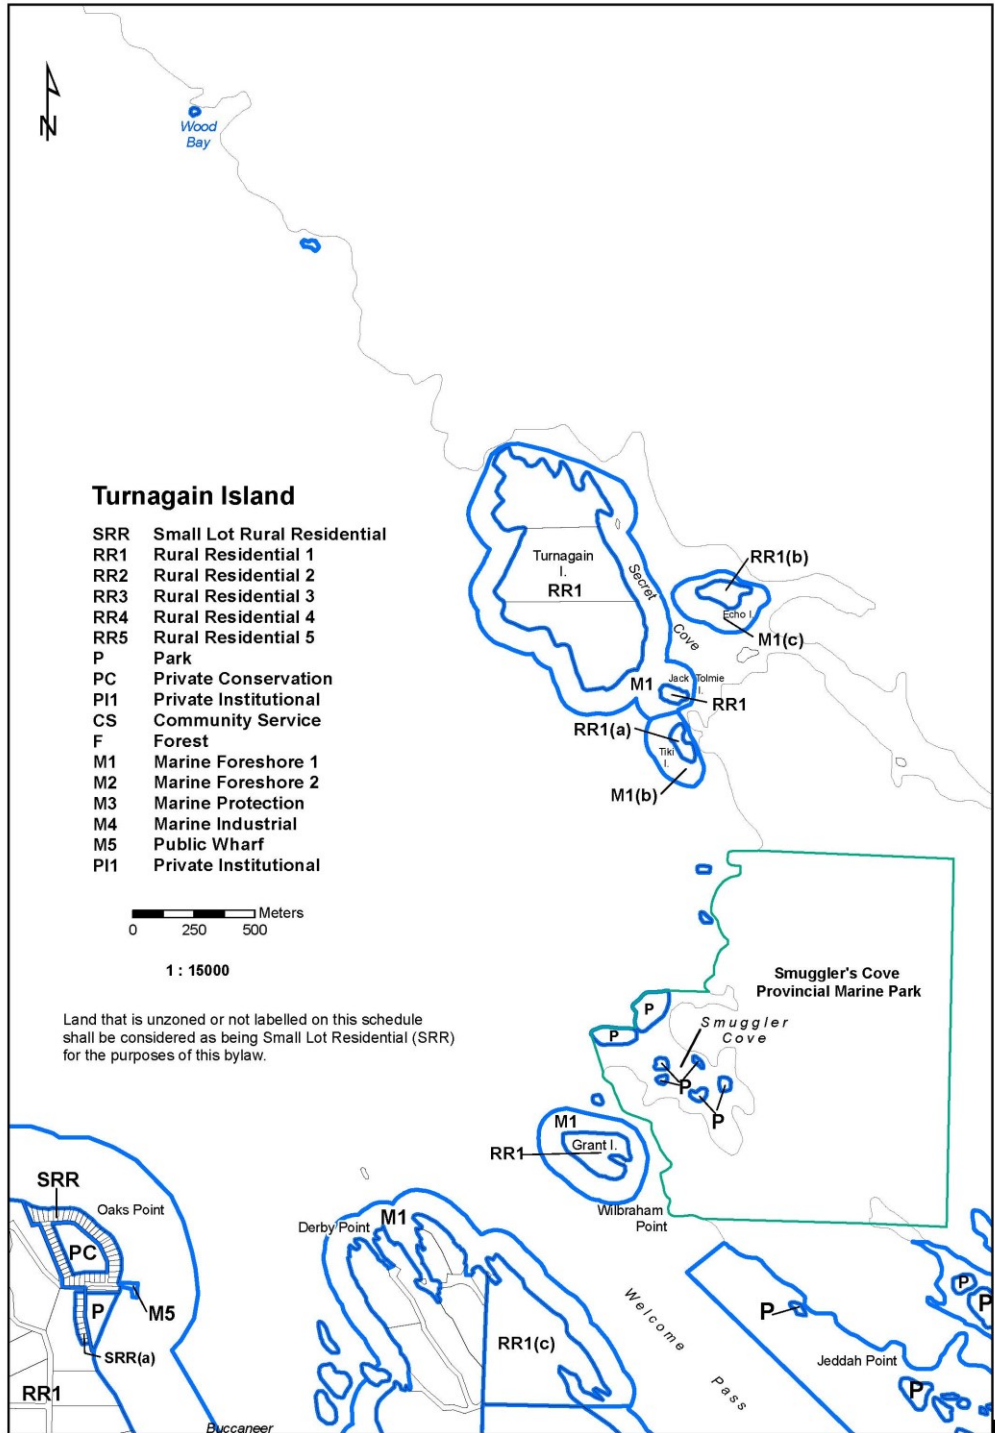 N
Wood
Bay
Turnagain Island
SRR Small Lot Rural Residential
RR1 Rural Residential 1
RR2 Rural Residential 2
RR3 Rural Residential 3
RR4 Rural Residential 4
RR5 Rural Residential 5
P Park
PC Private Conservation
PI1 Private Institutional
CS Community Service
F Forest
M1 Marine Foreshore 1
M2 Marine Foreshore 2
M3 Marine Protection
M4 Marine Industrial
M5 Public Wharf
PI1 Private Institutional
Meters
0 250 500
1 : 15000
Land that is unzoned or not labelled on this schedule
shall be considered as being Small Lot Residential (SRR)
for the purposes of this bylaw.
Turnagain
I.
RR1
Secret
Cove
RR1(b)
Echo I.
M1(c)
M1
Jack Tolmie
I.
RR1
RR1(a)
Tiki
I.
M1(b)
Smuggler's Cove
Provincial Marine Park
P
P
Smuggler
Cove
P
P
M1
Grant I.
RR1
Wilbraham
Point
SRR
Oaks Point
PC
P
M5
SRR(a)
RR1
Buccaneer
Derby Point
M1
RR1(c)
Welcome
Pass
P
P
P
Jeddah Point
P